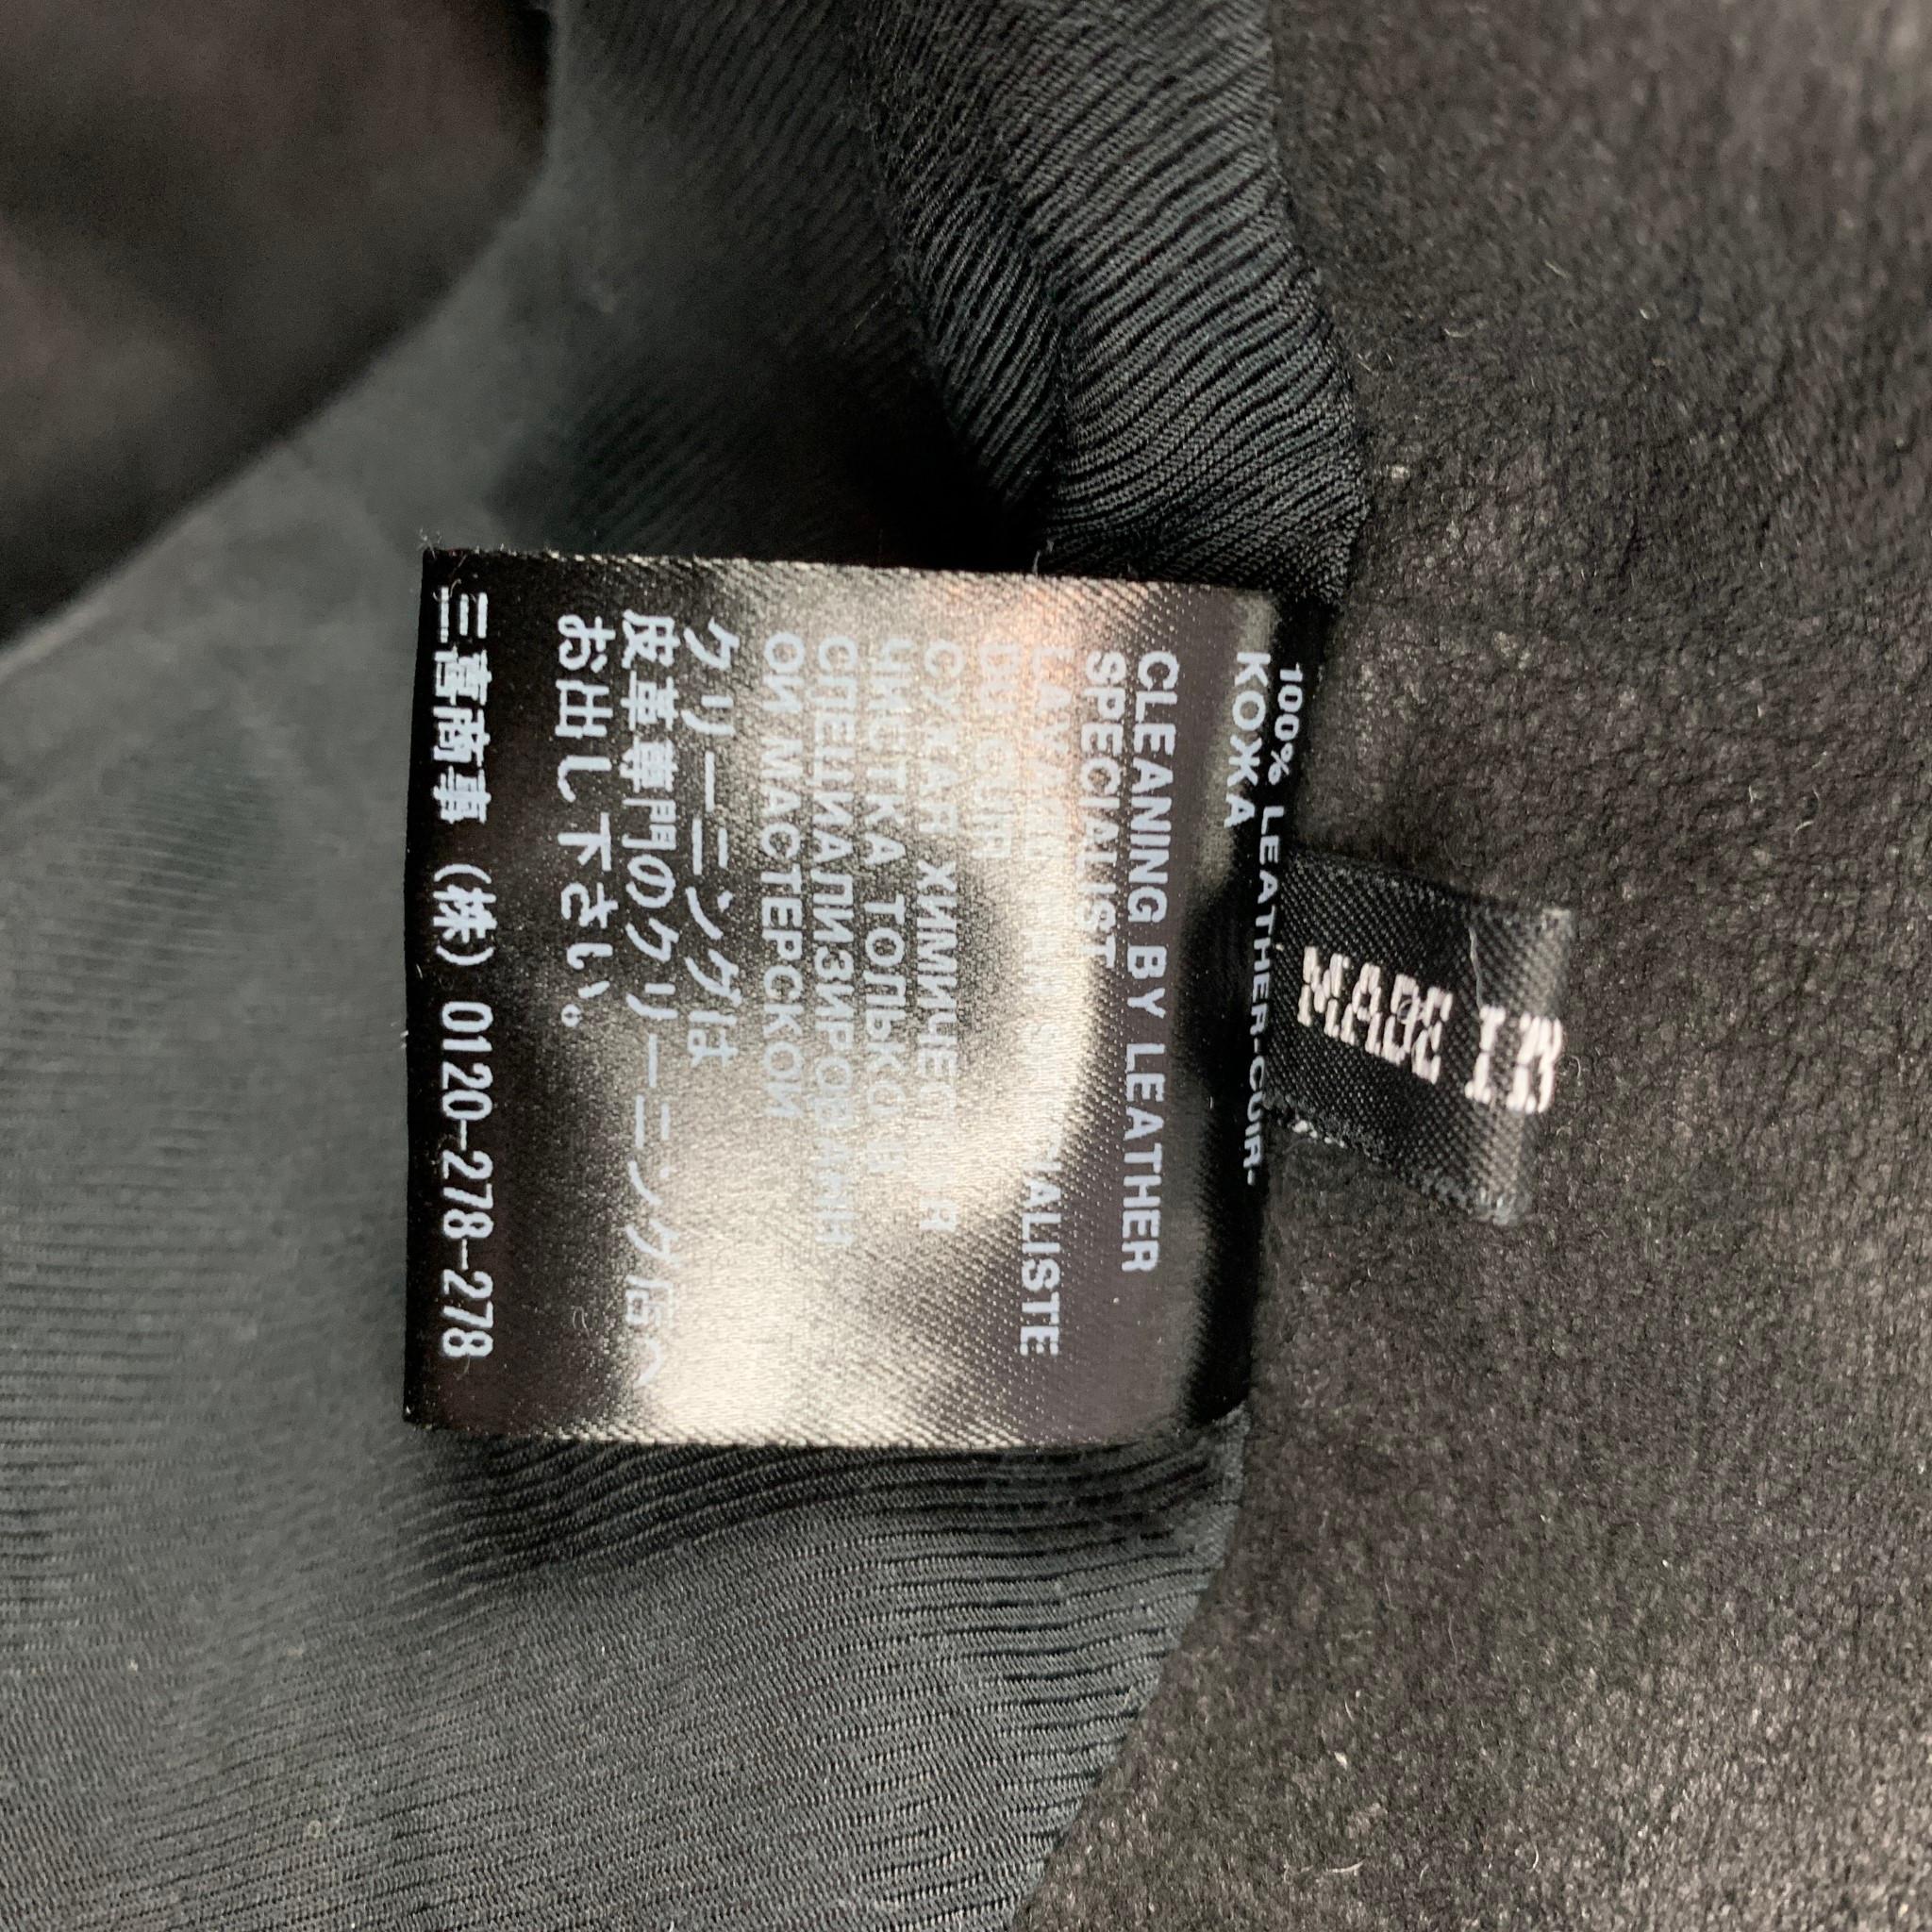 100% LEATHER-CUIR-
КОЖА
CLEANING BY LEATHER
SPECIALIST
DU CUIR
СУХАЯ ХИМИЧЕСКАЯ
ЧИСТКА ТОЛЬКО В
СПЕЦИАЛИЗИРОВАНН
ОЙ МАСТЕРСКОЙ
クリーニングは
皮革専門のクリーニング店へ
お出し下さい。
三喜商事 (株) 0120-278-278
MADE IN